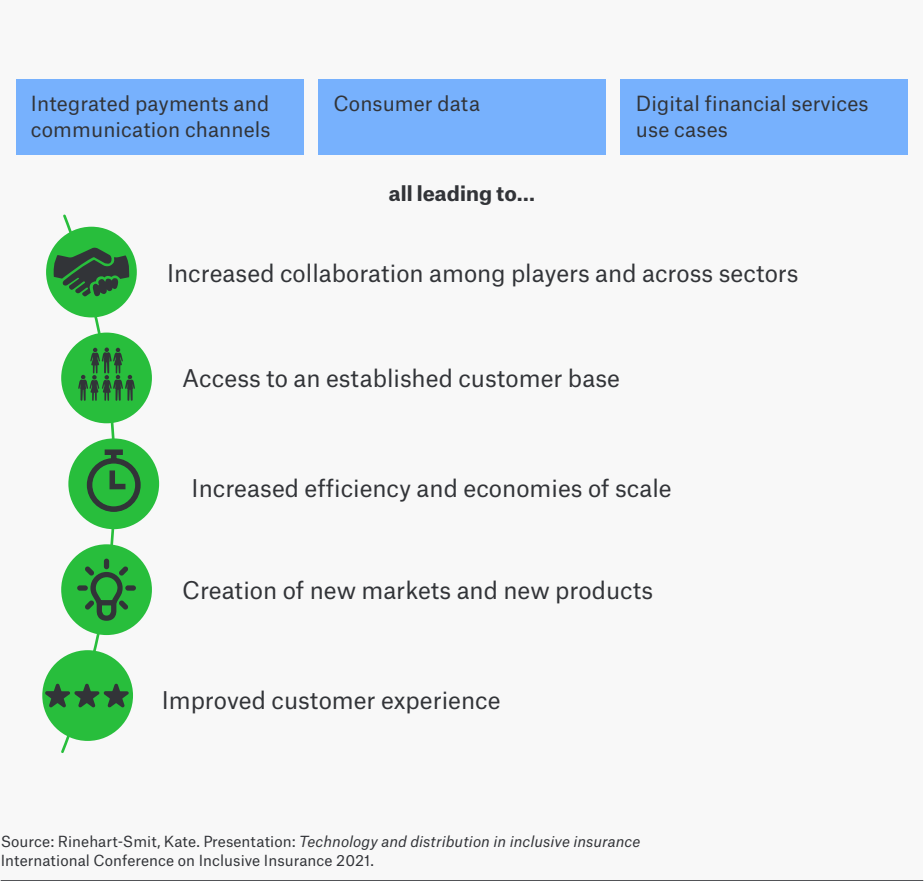 Integrated payments and
communication channels
Consumer data
Digital financial services
use cases
all leading to...
Increased collaboration among players and across sectors
Access to an established customer base
Increased efficiency and economies of scale
Creation of new markets and new products
Improved customer experience
Source: Rinehart-Smit, Kate. Presentation: Technology and distribution in inclusive insurance
International Conference on Inclusive Insurance 2021.